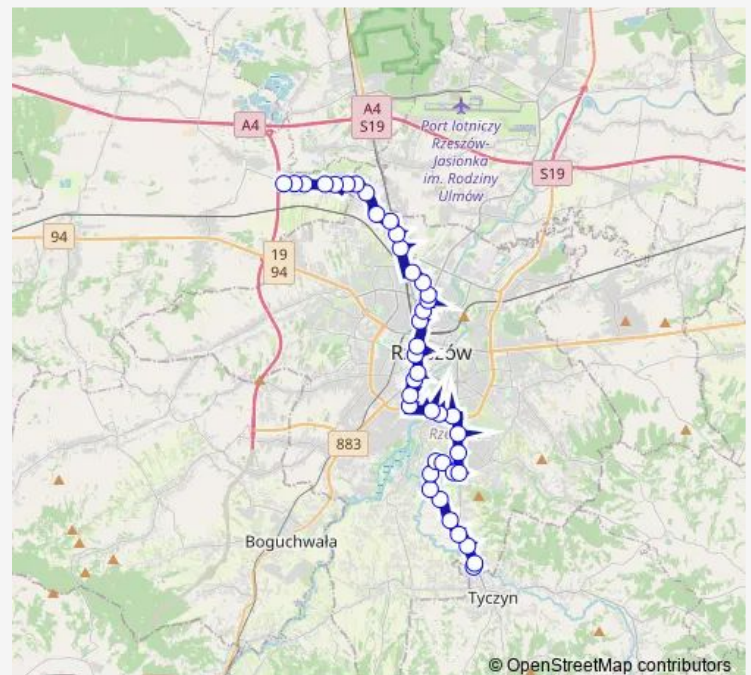 A4
A4
S19
Port lotniczy
Rzeszów-
Jasionka
im. Rodziny
Ulmów
S19
94
19
94
883
Boguchwała
Tyczyn
© OpenStreetMap contributors